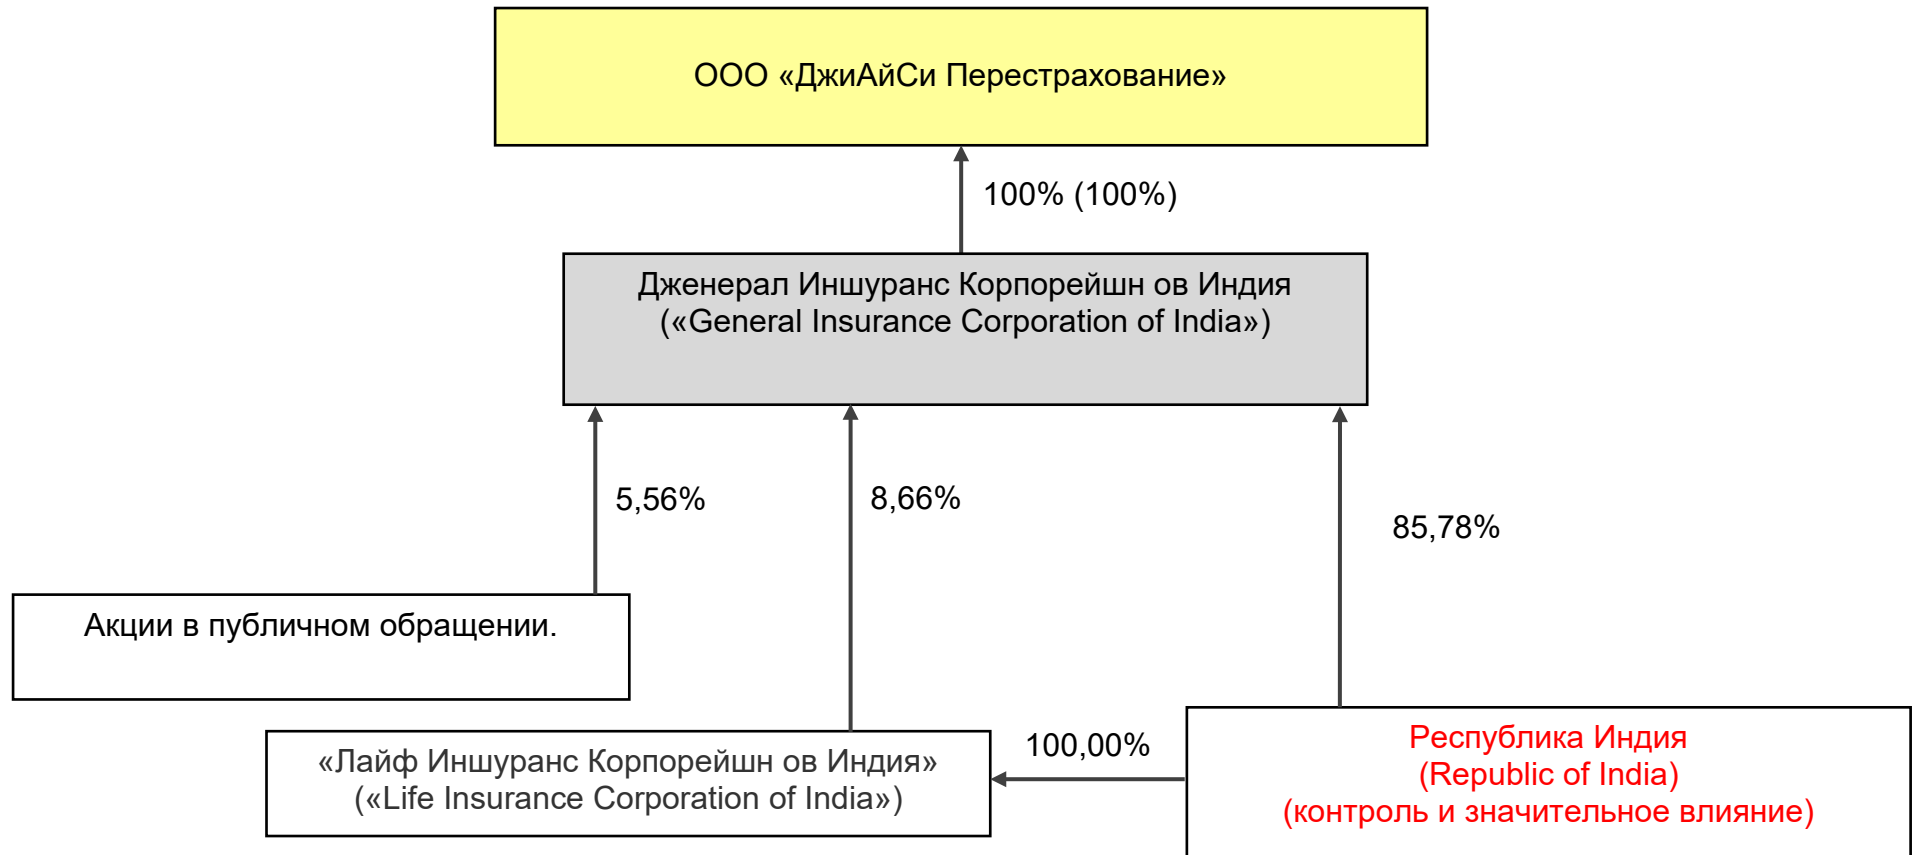 ООО «ДжиАйСи Перестрахование»
100% (100%)
Дженерал Иншуранс Корпорейшн ов Индия
(«General Insurance Corporation of India»)
5,56%
8,66%
85,78%
Акции в публичном обращении.
«Лайф Иншуранс Корпорейшн ов Индия»
(«Life Insurance Corporation of India»)
100,00%
Республика Индия
(Republic of India)
(контроль и значительное влияние)